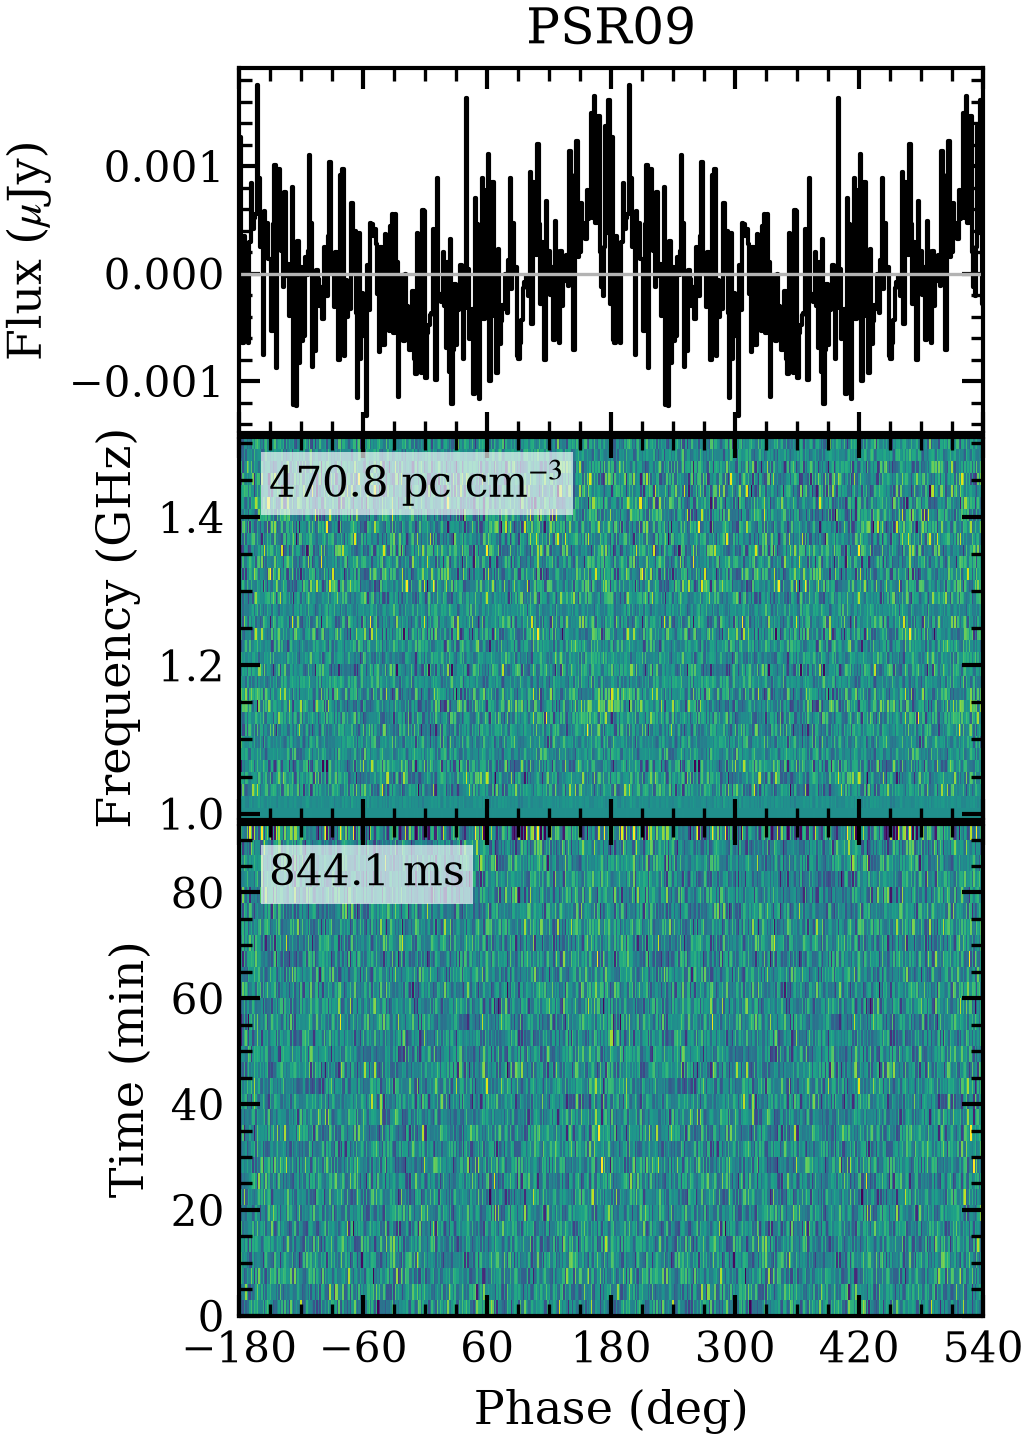 PSR09
Flux (μJy)
0.001
0.000
−0.001
Frequency (GHz)
470.8 pc cm⁻³
1.4
1.2
1.0
Time (min)
844.1 ms
80
60
40
20
0
−180 −60 60 180 300 420 540
Phase (deg)